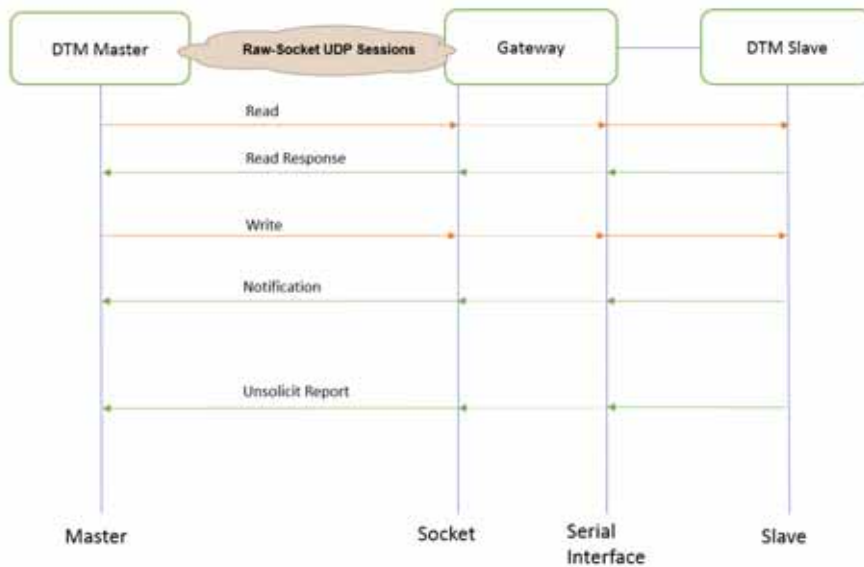 DTM Master
Raw-Socket UDP Sessions
Gateway
DTM Slave
Read
Read Response
Write
Notification
Unsolicit Report
Master
Socket
Serial
Interface
Slave